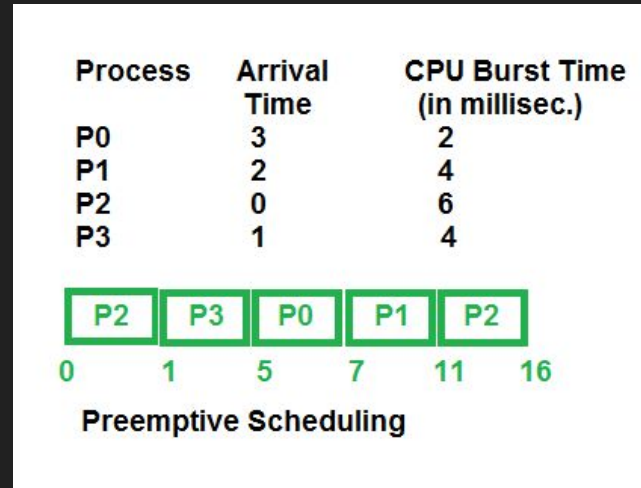 Process Arrival Time CPU Burst Time (in millisec.)
P0 3 2
P1 2 4
P2 0 6
P3 1 4
P2 P3 P0 P1 P2
0 1 5 7 11 16
Preemptive Scheduling